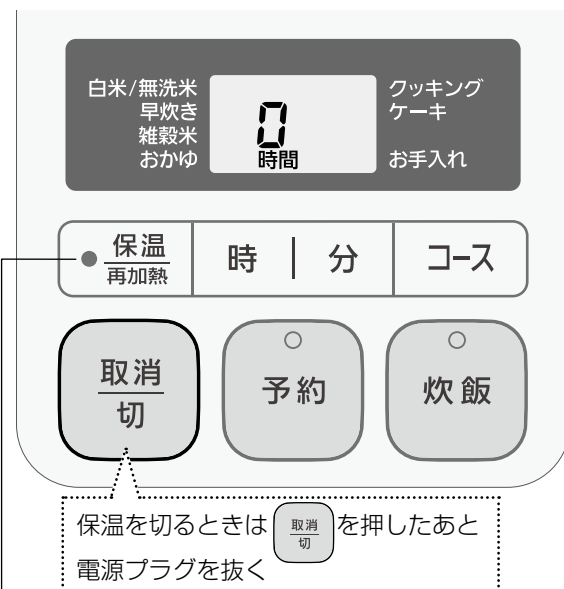 白米/無洗米
早炊き
雑穀米
おかゆ
0
時間
クッキング
ケーキ
お手入れ
保温
再加熱
時 | 分
コース
取消
切
予約
炊飯
保温を切るときは 取消 切 を押したあと
電源プラグを抜く